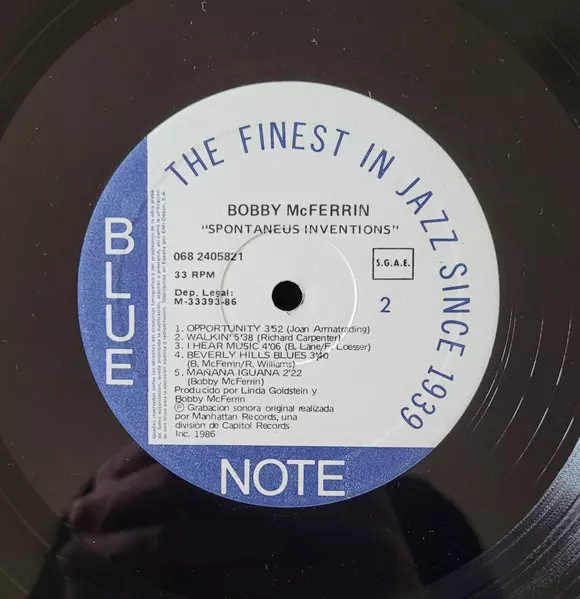 THE FINEST IN JAZZ SINCE 1939
BOBBY McFERRIN
"SPONTANEUS INVENTIONS"
068 2405821
33 RPM
S.G.A.E.
Dep. Legal:
M-33393-86
2
1. OPPORTUNITY 3'52 (Joan Armatrading)
2. WALKIN' 5'38 (Richard Carpenter)
3. I HEAR MUSIC 4'06 (B. Lane/F. Loesser)
4. BEVERLY HILLS BLUES 3'40
(B. McFerrin/R. Williams)
5. MAÑANA IGUANA 2'22
(Bobby McFerrin)
Producido por Linda Goldstein y
Bobby McFerrin
Ⓟ Grabación sonora original realizada
por Manhattan Records, una
división de Capitol Records
Inc. 1986
BLUE
NOTE